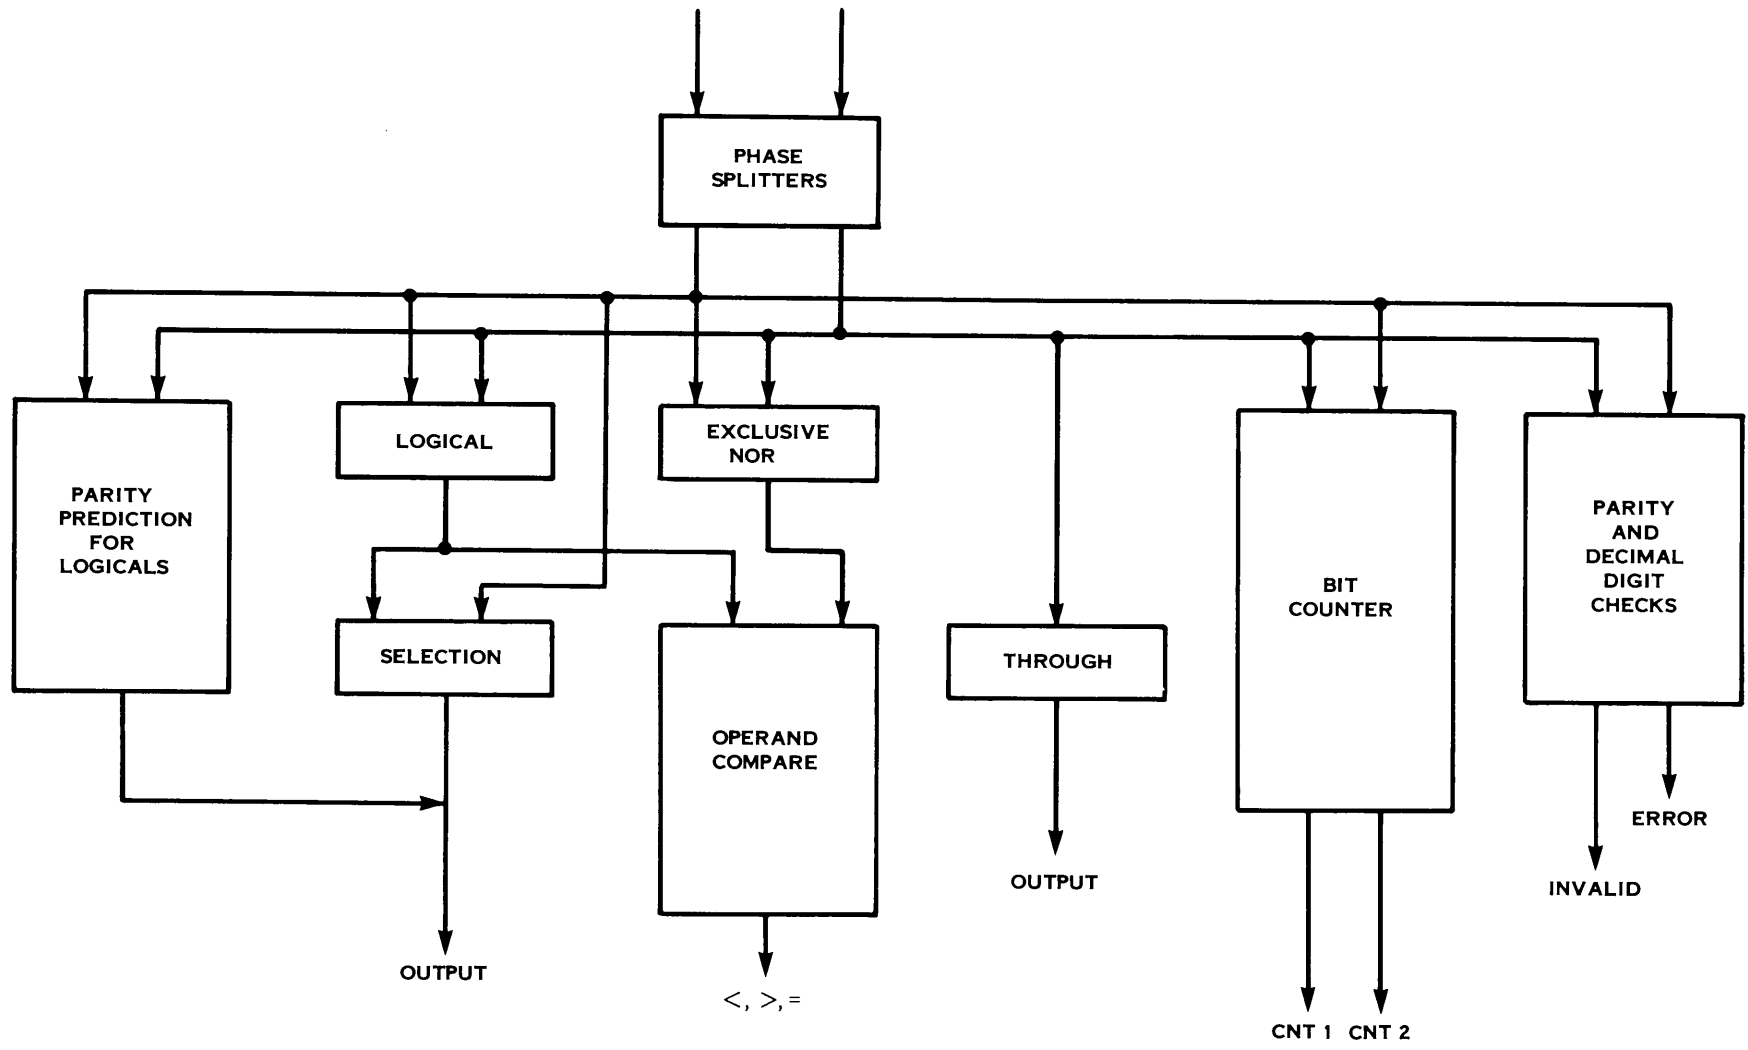 PHASE
SPLITTERS
LOGICAL
EXCLUSIVE
NOR
PARITY
PREDICTION
FOR
LOGICALS
SELECTION
OPERAND
COMPARE
THROUGH
BIT
COUNTER
PARITY
AND
DECIMAL
DIGIT
CHECKS
ERROR
INVALID
OUTPUT
OUTPUT
<, >, =
CNT 1 CNT 2